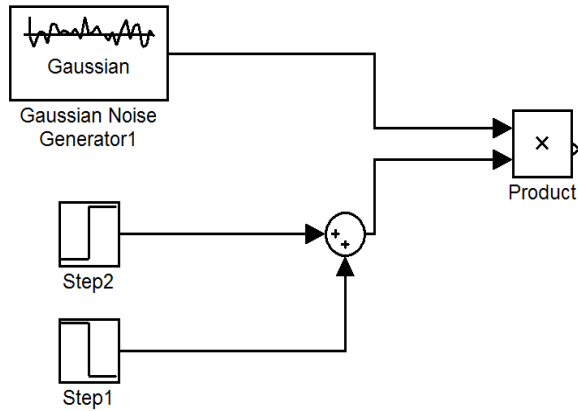 Gaussian
Gaussian Noise
Generator1
×
Product
Step2
+
+
Step1